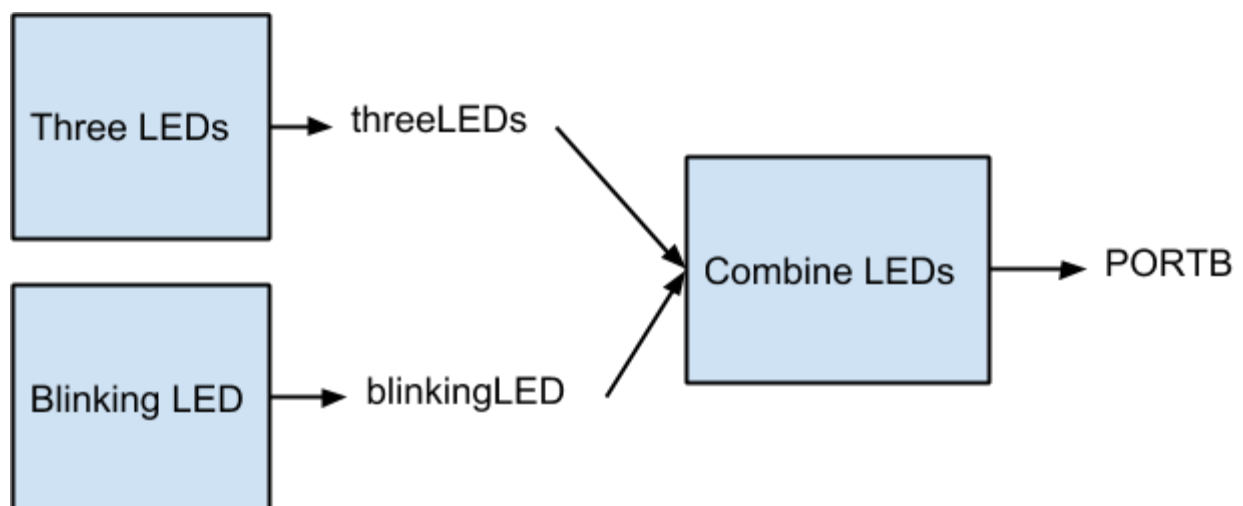 Three LEDs
threeLEDs
Blinking LED
blinkingLED
Combine LEDs
PORTB